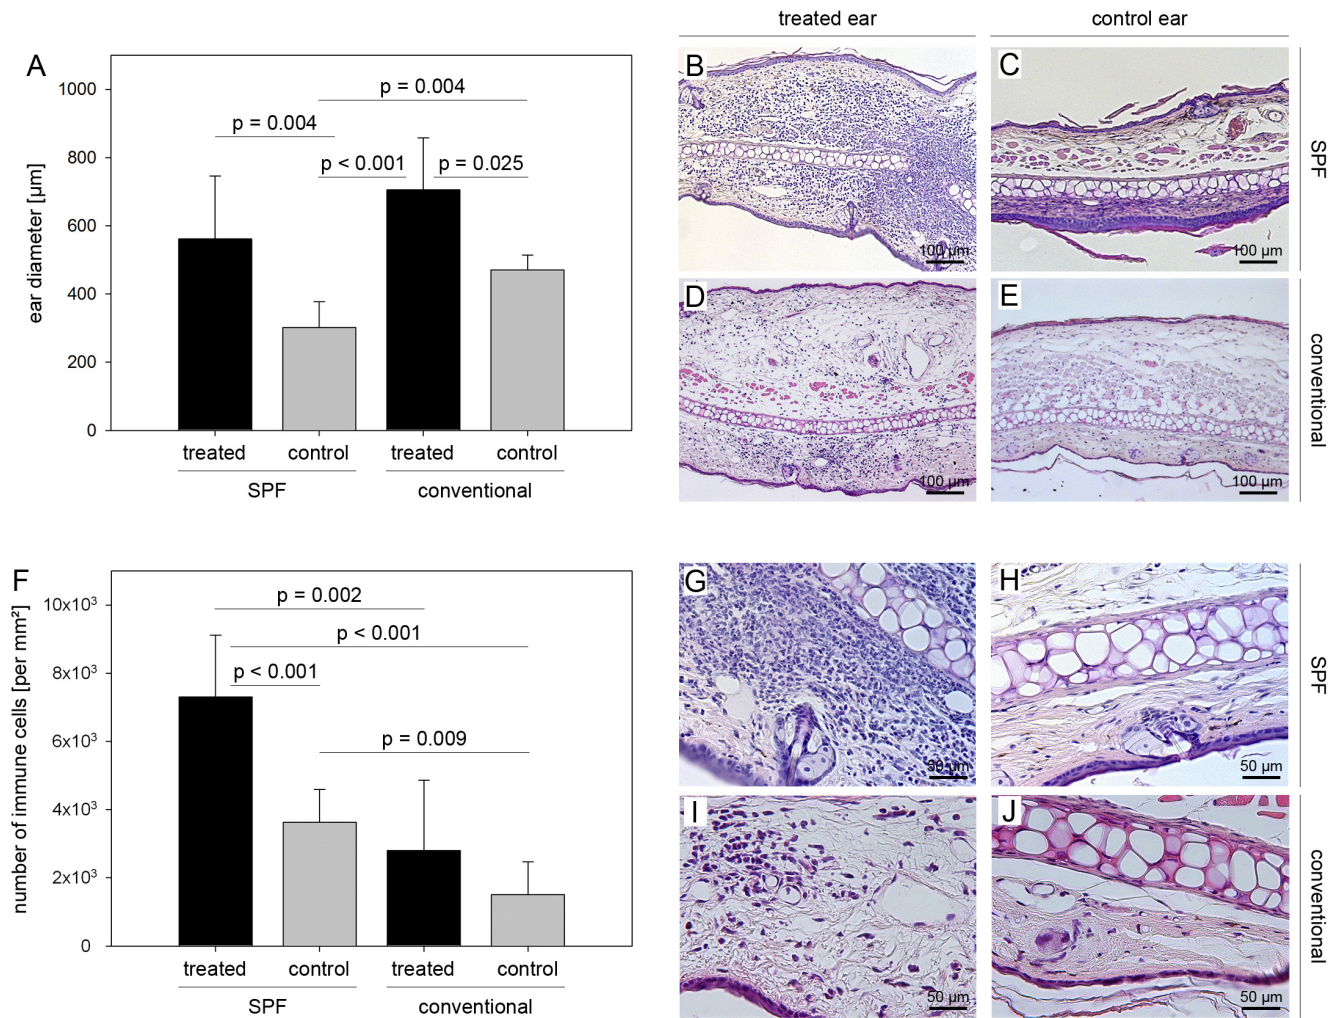 treated ear
control ear
A
1000
800
600
400
200
0
ear diameter [µm]
p = 0.004
p = 0.004
p < 0.001
p = 0.025
treated
control
treated
control
SPF
conventional
B
100 µm
C
100 µm
SPF
D
100 µm
E
100 µm
conventional
F
10x10³
8x10³
6x10³
4x10³
2x10³
0
number of immune cells [per mm²]
p = 0.002
p < 0.001
p < 0.001
p = 0.009
treated
control
treated
control
SPF
conventional
G
50 µm
H
50 µm
SPF
I
50 µm
J
50 µm
conventional